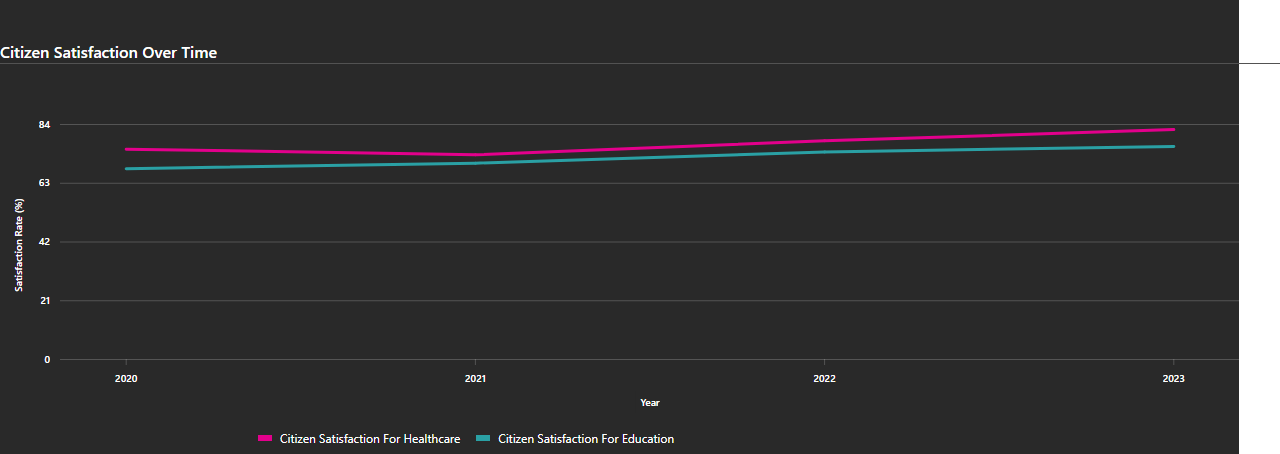 Citizen Satisfaction Over Time
84
63
42
21
0
Satisfaction Rate (%)
2020 2021 2022 2023
Year
Citizen Satisfaction For Healthcare Citizen Satisfaction For Education